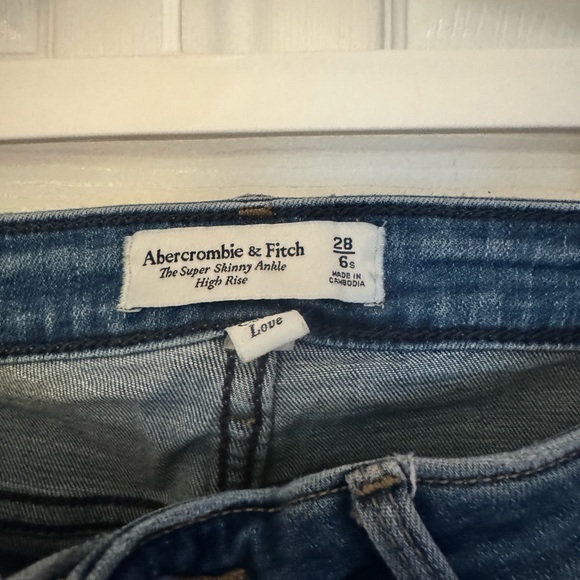 Abercrombie & Fitch
The Super Skinny Ankle
High Rise
28
6s
MADE IN
CAMBODIA
Love